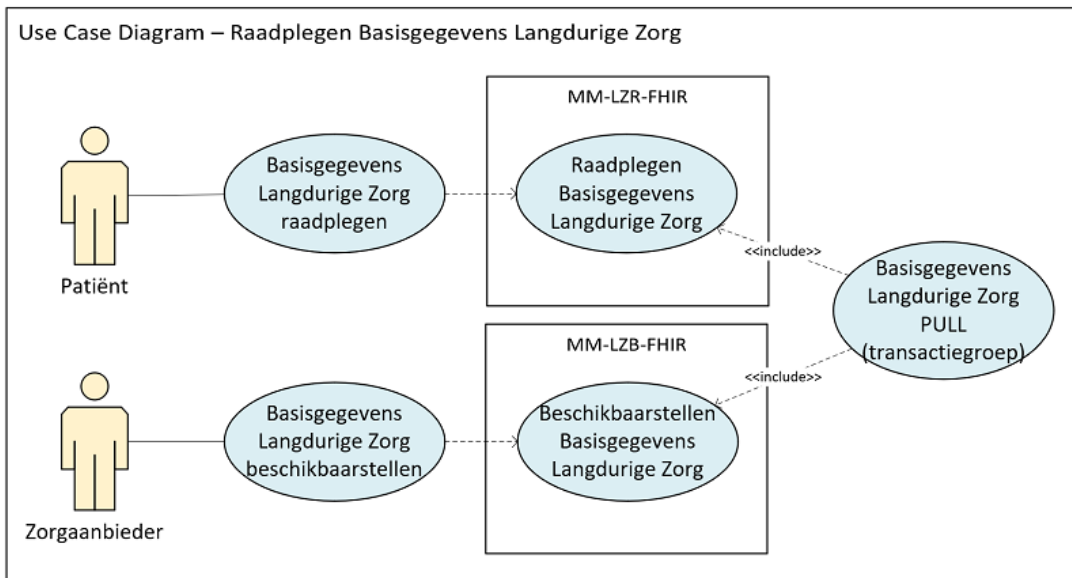 Use Case Diagram – Raadplegen Basisgegevens Langdurige Zorg
MM-LZR-FHIR
Basisgegevens
Langdurige Zorg
raadplegen
Raadplegen
Basisgegevens
Langdurige Zorg
Patiënt
<<include>>
Basisgegevens
Langdurige Zorg
PULL
(transactiegroep)
MM-LZB-FHIR
<<include>>
Basisgegevens
Langdurige Zorg
beschikbaarstellen
Beschikbaarstellen
Basisgegevens
Langdurige Zorg
Zorgaanbieder